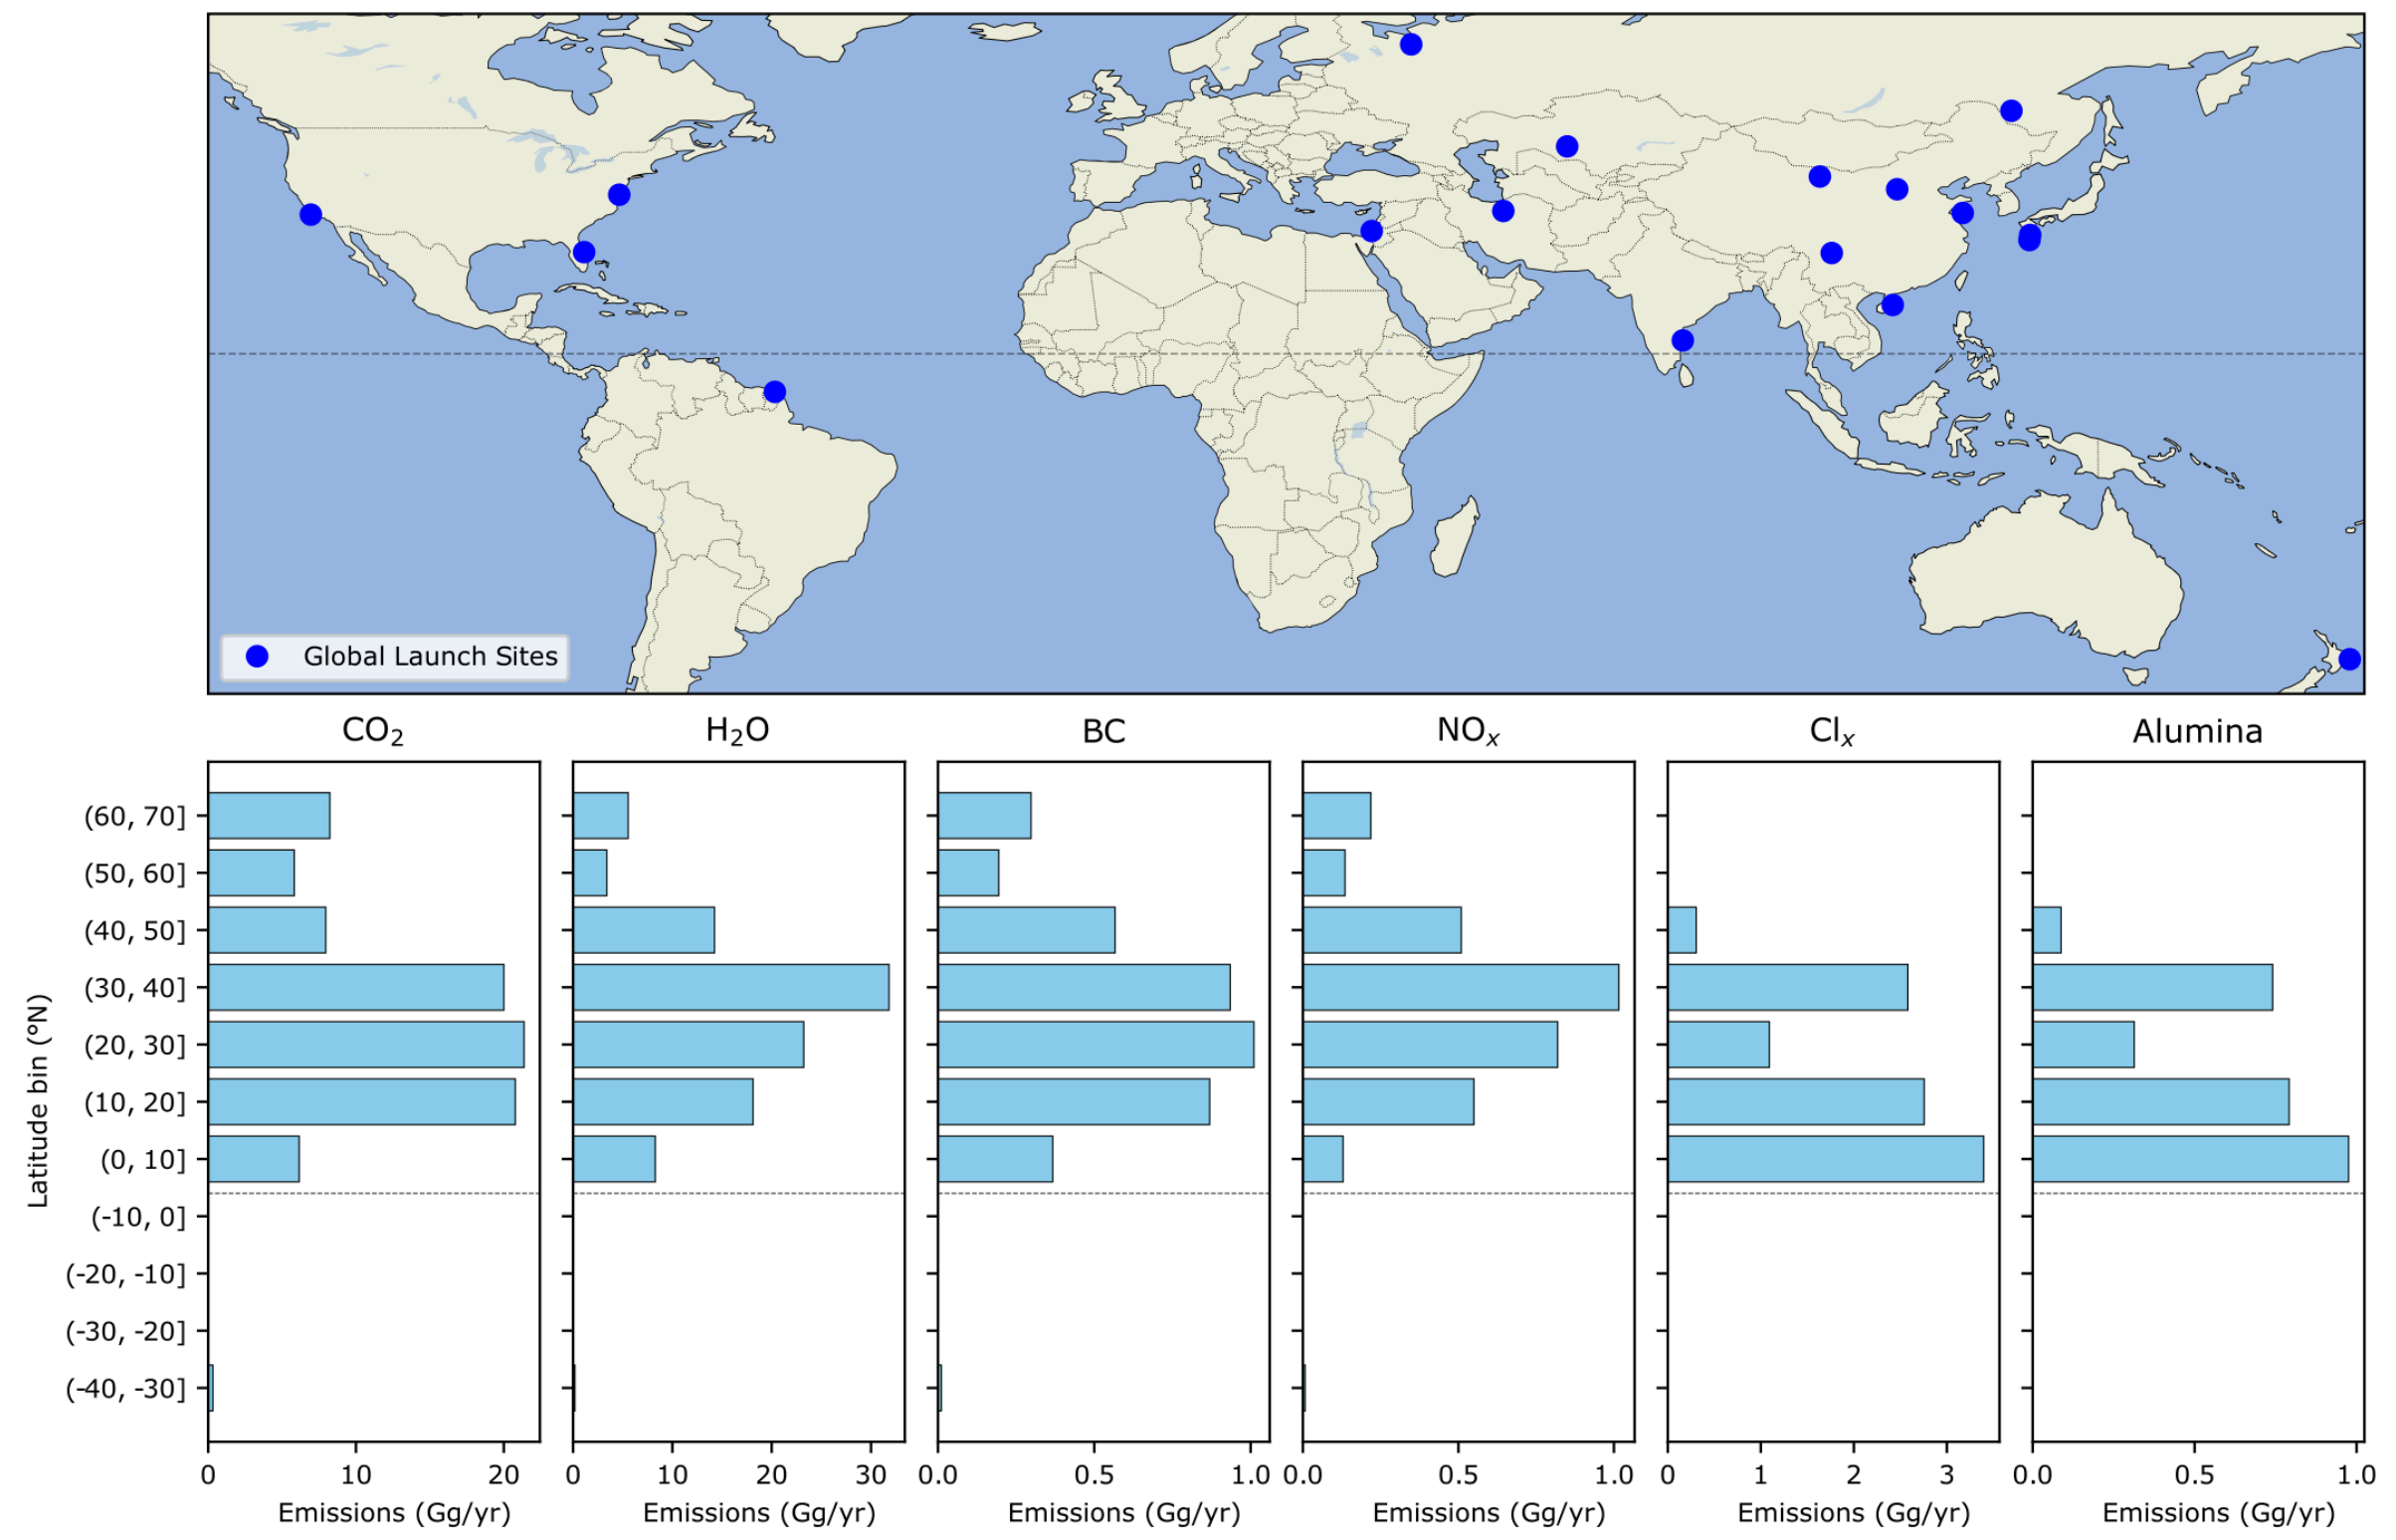 Global Launch Sites
CO₂ H₂O BC NOₓ Clₓ Alumina
Latitude bin (°N)
(60, 70]
(50, 60]
(40, 50]
(30, 40]
(20, 30]
(10, 20]
(0, 10]
(-10, 0]
(-20, -10]
(-30, -20]
(-40, -30]
0 10 20 0 10 20 30 0.0 0.5 1.0 0.0 0.5 1.0 0 1 2 3 0.0 0.5 1.0
Emissions (Gg/yr) Emissions (Gg/yr) Emissions (Gg/yr) Emissions (Gg/yr) Emissions (Gg/yr) Emissions (Gg/yr)